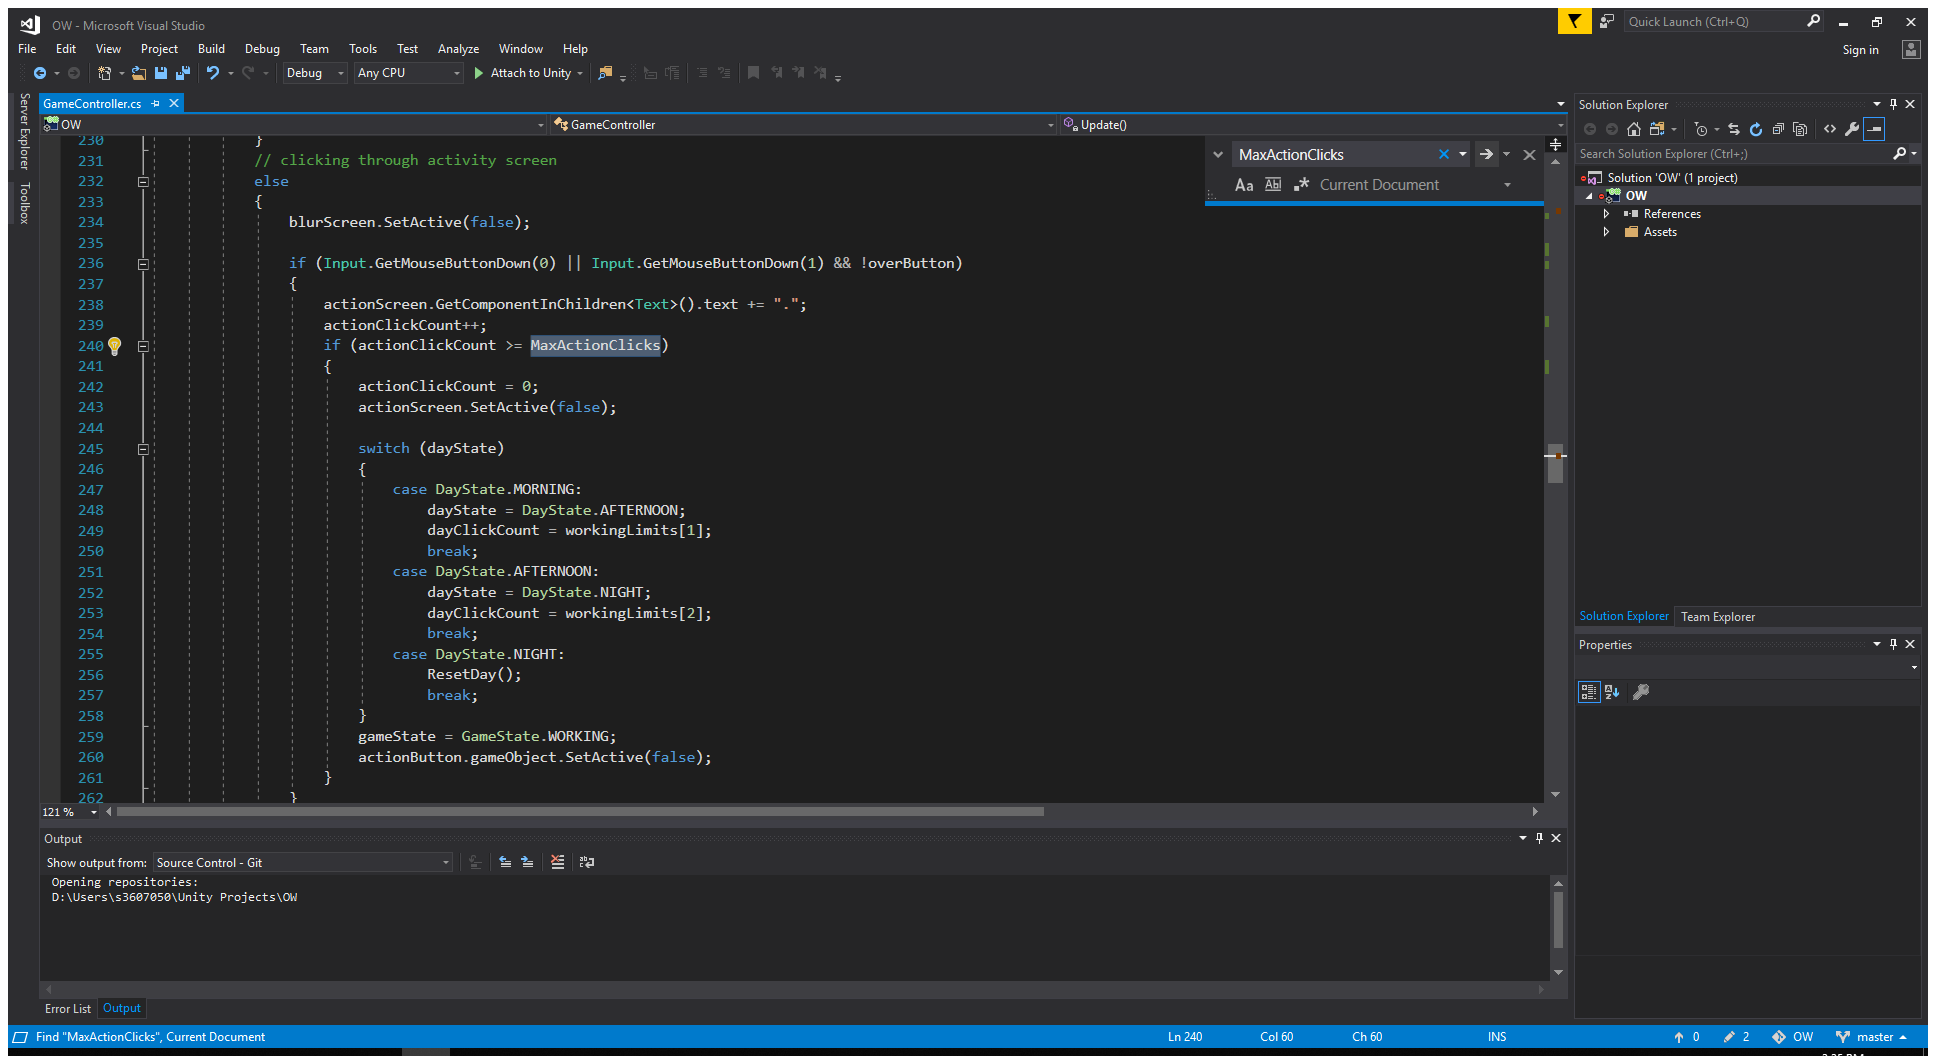 OW - Microsoft Visual Studio
Quick Launch (Ctrl+Q)
File Edit View Project Build Debug Team Tools Test Analyze Window Help
Sign in
Debug Any CPU Attach to Unity
Server Explorer
Toolbox
GameController.cs
OW GameController Update()
MaxActionClicks
Aa Ab Current Document
230 }
231 // clicking through activity screen
232 else
233 {
234 blurScreen.SetActive(false);
235
236 if (Input.GetMouseButtonDown(0) || Input.GetMouseButtonDown(1) && !overButton)
237 {
238 actionScreen.GetComponentInChildren<Text>().text += ".";
239 actionClickCount++;
240 if (actionClickCount >= MaxActionClicks)
241 {
242 actionClickCount = 0;
243 actionScreen.SetActive(false);
244
245 switch (dayState)
246 {
247 case DayState.MORNING:
248 dayState = DayState.AFTERNOON;
249 dayClickCount = workingLimits[1];
250 break;
251 case DayState.AFTERNOON:
252 dayState = DayState.NIGHT;
253 dayClickCount = workingLimits[2];
254 break;
255 case DayState.NIGHT:
256 ResetDay();
257 break;
258 }
259 gameState = GameState.WORKING;
260 actionButton.gameObject.SetActive(false);
261 }
262 }
121 %
Output
Show output from: Source Control - Git
Opening repositories:
D:\Users\s3607050\Unity Projects\OW
Error List Output
Solution Explorer
Search Solution Explorer (Ctrl+;)
Solution 'OW' (1 project)
OW
References
Assets
Solution Explorer Team Explorer
Properties
Find "MaxActionClicks", Current Document Ln 240 Col 60 Ch 60 INS 0 2 OW master